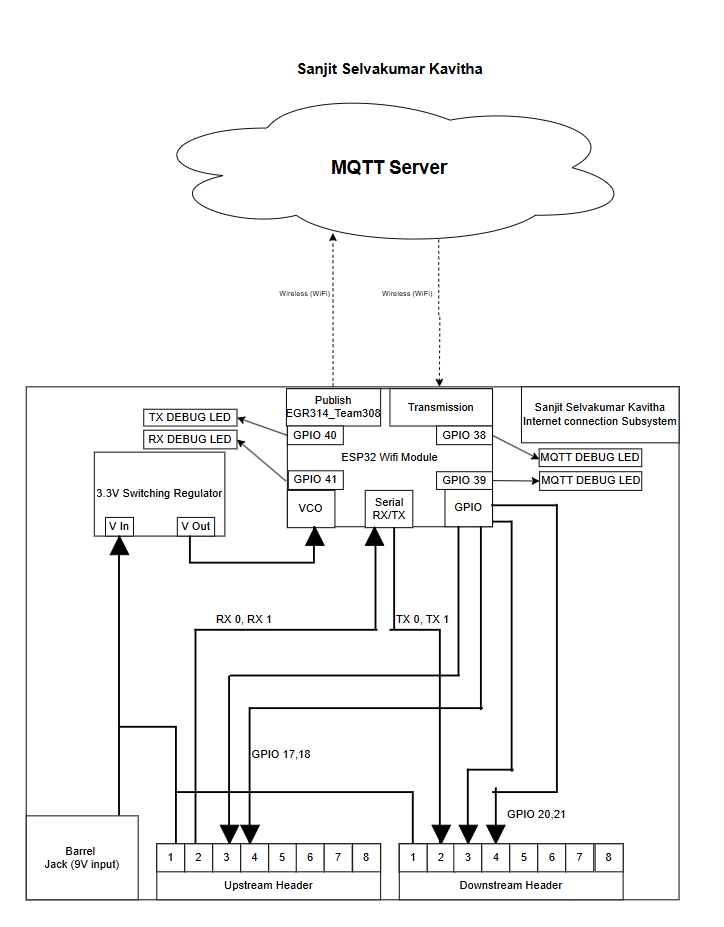 Sanjit Selvakumar Kavitha
MQTT Server
Wireless (WiFi)
Wireless (WiFi)
Publish
EGR314_Team308
Transmission
Sanjit Selvakumar Kavitha
Internet connection Subsystem
TX DEBUG LED
RX DEBUG LED
GPIO 40
GPIO 38
ESP32 Wifi Module
MQTT DEBUG LED
GPIO 41
GPIO 39
MQTT DEBUG LED
3.3V Switching Regulator
V In
V Out
VCO
Serial
RX/TX
GPIO
RX 0, RX 1
TX 0, TX 1
GPIO 17,18
GPIO 20,21
Barrel
Jack (9V input)
1 2 3 4 5 6 7 8
Upstream Header
1 2 3 4 5 6 7 8
Downstream Header